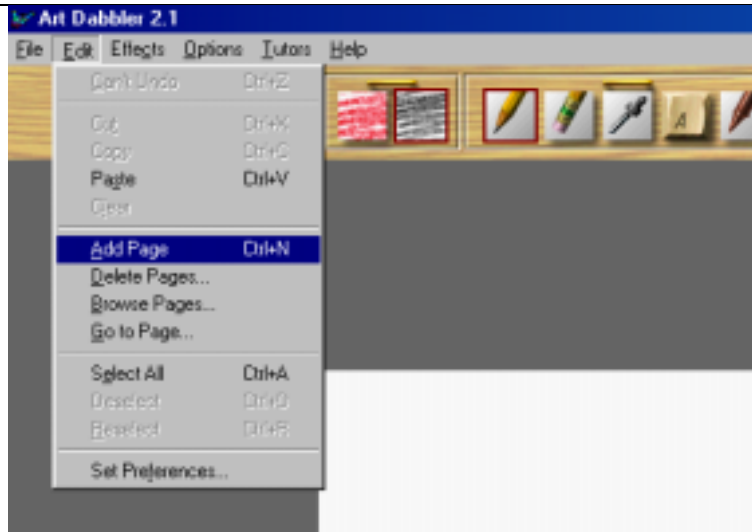 Art Dabbler 2.1
File Edit Effects Options Tutors Help
Can't Undo Ctrl+Z
Cut Ctrl+X
Copy Ctrl+C
Paste Ctrl+V
Clear
Add Page Ctrl+N
Delete Pages...
Browse Pages...
Go to Page...
Select All Ctrl+A
Deselect Ctrl+D
Reselect Ctrl+R
Set Preferences...
A